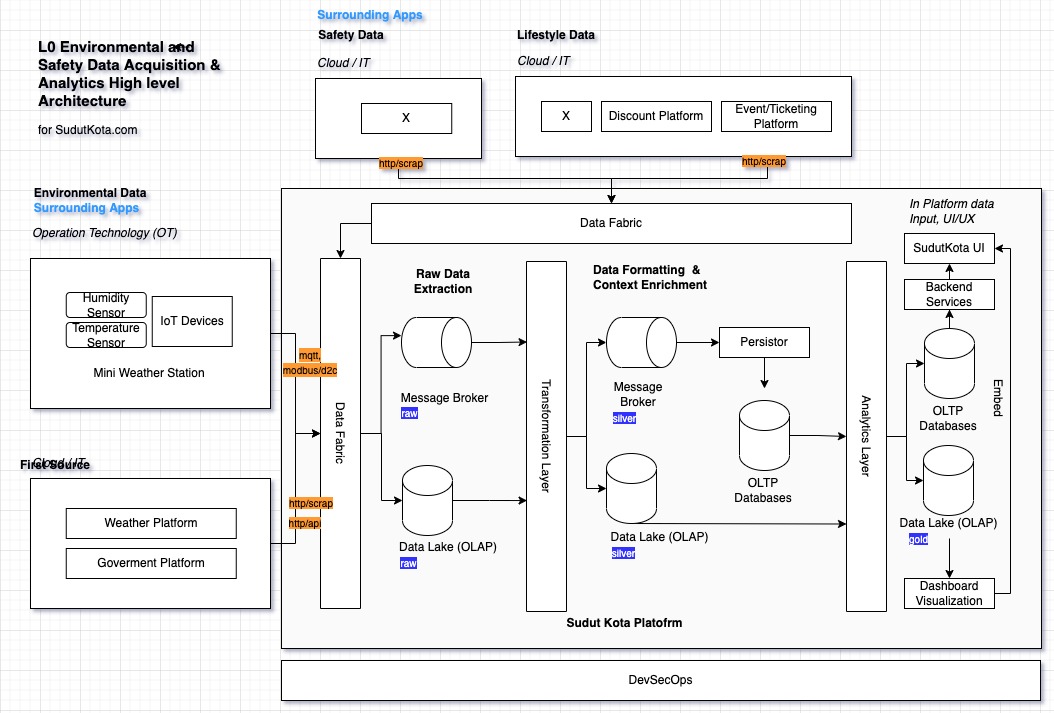 Surrounding Apps
L0 Environmental and
Safety Data Acquisition &
Analytics High level
Architecture
for SudutKota.com
Safety Data
Cloud / IT
X
http/scrap
Lifestyle Data
Cloud / IT
X
Discount Platform
Event/Ticketing
Platform
http/scrap
Environmental Data
Surrounding Apps
Operation Technology (OT)
Humidity
Sensor
Temperature
Sensor
IoT Devices
Mini Weather Station
mqtt,
modbus/d2c
Cloud / IT
First Source
Weather Platform
Goverment Platform
http/scrap
http/api
Data Fabric
Data Fabric
Raw Data
Extraction
Message Broker
raw
Data Lake (OLAP)
raw
Transformation Layer
Data Formatting &
Context Enrichment
Message
Broker
silver
Persistor
OLTP
Databases
Data Lake (OLAP)
silver
Analytics Layer
In Platform data
Input, UI/UX
SudutKota UI
Backend
Services
OLTP
Databases
Embed
Data Lake (OLAP)
gold
Dashboard
Visualization
Sudut Kota Platofrm
DevSecOps